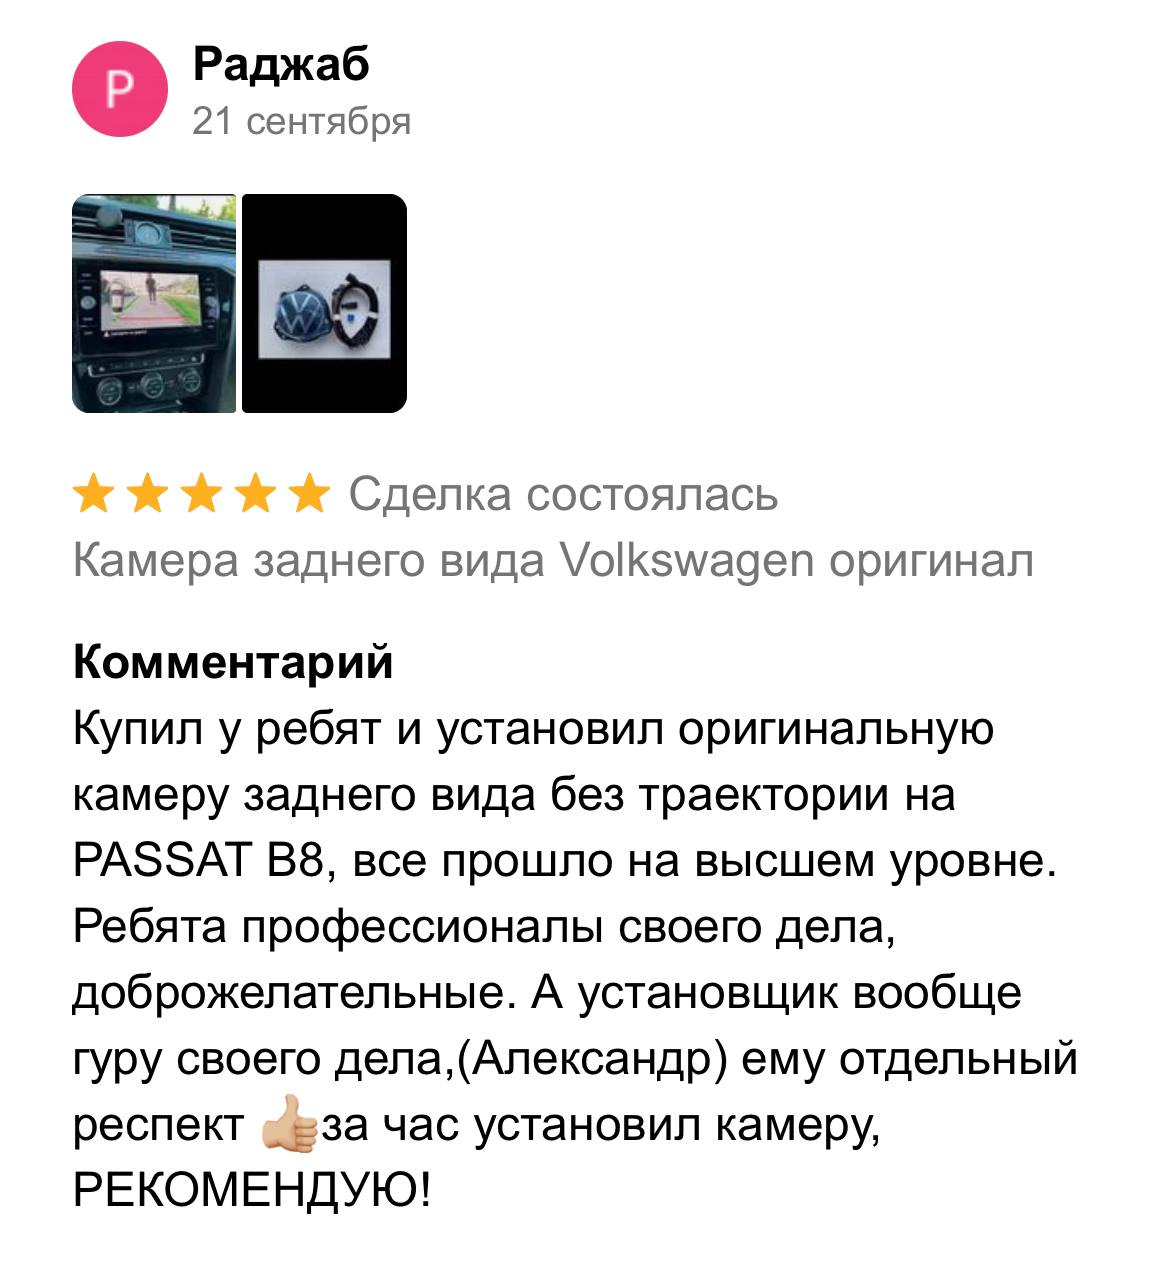 Р
Раджаб
21 сентября
Сделка состоялась
Камера заднего вида Volkswagen оригинал
Комментарий
Купил у ребят и установил оригинальную
камеру заднего вида без траектории на
PASSAT B8, все прошло на высшем уровне.
Ребята профессионалы своего дела,
доброжелательные. А установщик вообще
гуру своего дела,(Александр) ему отдельный
респект 👍🏼за час установил камеру,
РЕКОМЕНДУЮ!